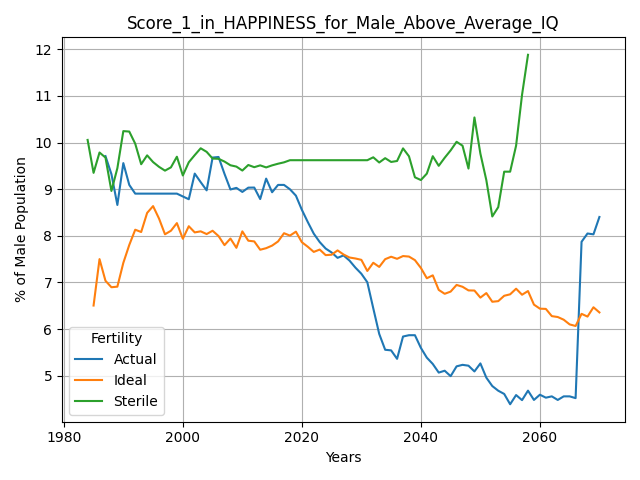 Score_1_in_HAPPINESS_for_Male_Above_Average_IQ
% of Male Population
12
11
10
9
8
7
6
5
Fertility
Actual
Ideal
Sterile
1980
2000
2020
2040
2060
Years